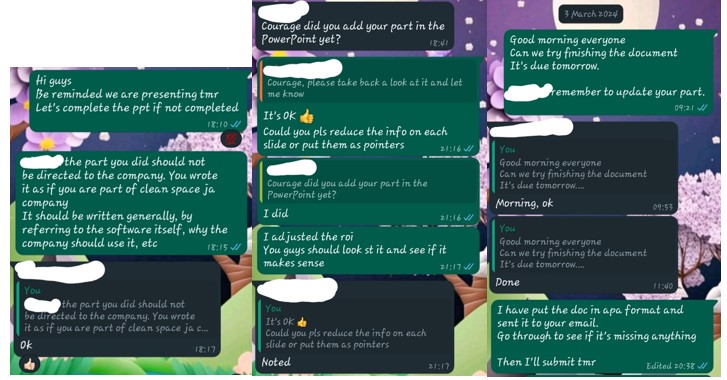 Hi guys
Be reminded we are presenting tmr
Let's complete the ppt if not completed
18:10
the part you did should not
be directed to the company. You wrote
it as if you are part of clean space ja
company
It should be written generally, by
referring to the software itself, why the
company should use it, etc
18:15
You
the part you did should not
be directed to the company. You wrote
it as if you are part of clean space ja c...
Ok
18:17
Courage did you add your part in the
PowerPoint yet?
18:41
Courage, please take back a look at it and let
me know
It's OK 👍
Could you pls reduce the info on each
slide or put them as pointers
21:16
Courage did you add your part in the
PowerPoint yet?
I did
21:16
I adjusted the roi
You guys should look st it and see if it
makes sense
21:17
You
It's OK 👍
Could you pls reduce the info on each
slide or put them as pointers
Noted
21:17
3 March 2024
Good morning everyone
Can we try finishing the document
It's due tomorrow.
remember to update your part.
09:21
You
Good morning everyone
Can we try finishing the document
It's due tomorrow....
Morning, ok
09:53
You
Good morning everyone
Can we try finishing the document
It's due tomorrow....
Done
11:40
I have put the doc in apa format and
sent it to your email.
Go through to see if it's missing anything
Then I'll submit tmr
Edited 20:38